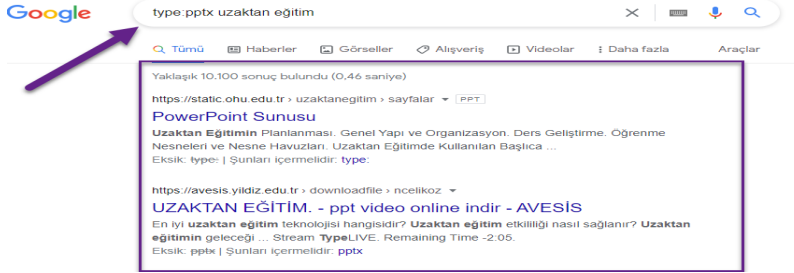 Google
type:pptx uzaktan eğitim
Tümü Haberler Görseller Alışveriş Videolar Daha fazla Araçlar
Yaklaşık 10.100 sonuç bulundu (0,46 saniye)
https://static.ohu.edu.tr › uzaktanegitim › sayfalar PPT
PowerPoint Sunusu
Uzaktan Eğitimin Planlanması. Genel Yapı ve Organizasyon. Ders Geliştirme. Öğrenme
Nesneleri ve Nesne Havuzları. Uzaktan Eğitimde Kullanılan Başlıca ...
Eksik: type: | Şunları içermelidir: type:
https://avesis.yildiz.edu.tr › downloadfile › ncelikoz
UZAKTAN EĞİTİM. - ppt video online indir - AVESİS
En iyi uzaktan eğitim teknolojisi hangisidir? Uzaktan eğitim etkililiği nasıl sağlanır? Uzaktan
eğitimin geleceği ... Stream TypeLIVE. Remaining Time -2:05.
Eksik: pptx | Şunları içermelidir: pptx